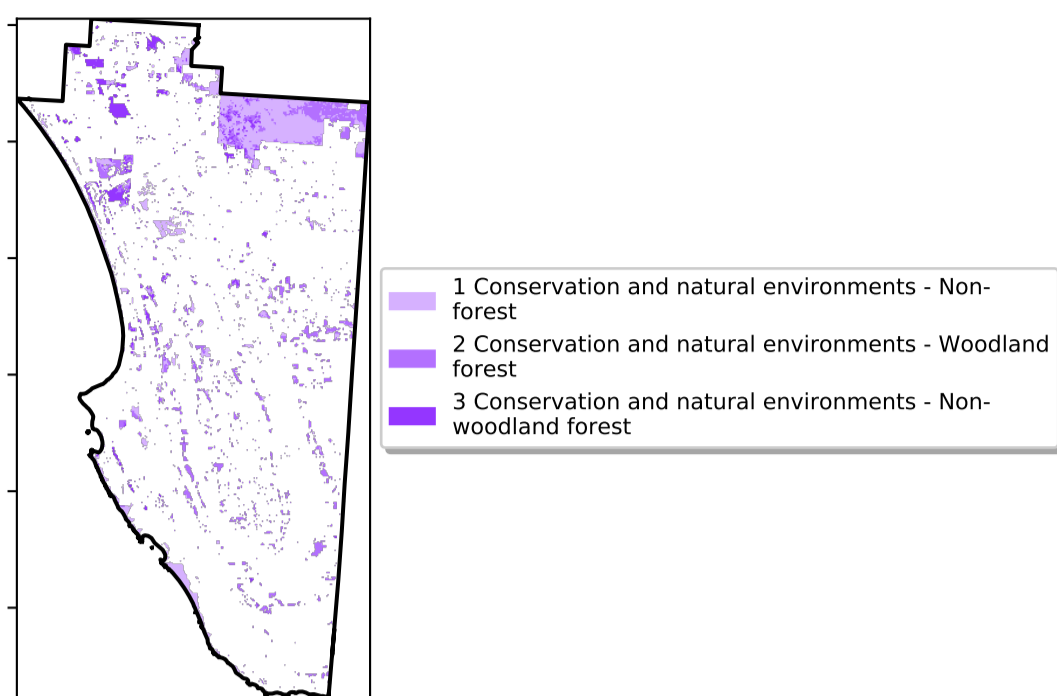 1 Conservation and natural environments - Non-
forest
2 Conservation and natural environments - Woodland
forest
3 Conservation and natural environments - Non-
woodland forest